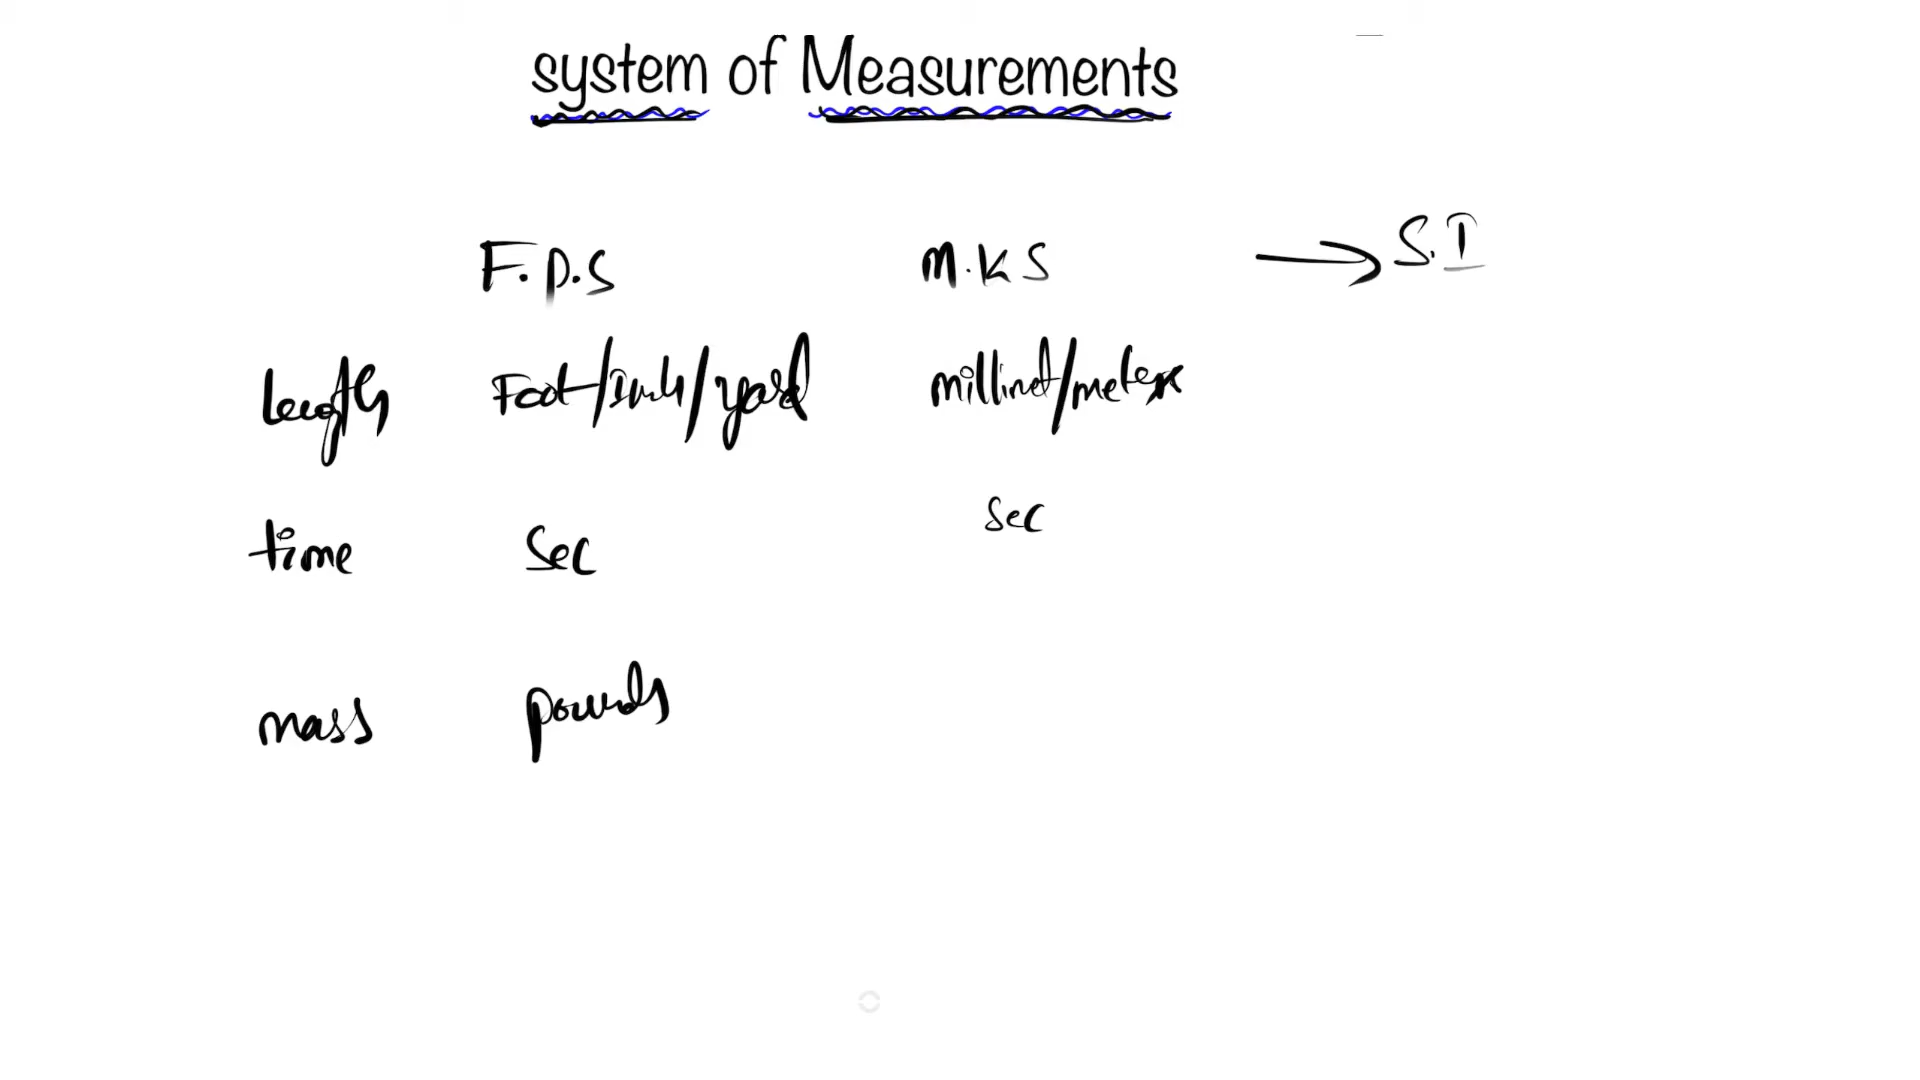 system of Measurements
F.P.S M.K S → S.I
length Foot/Inch/yard millimet/meter
time Sec Sec
mass pounds